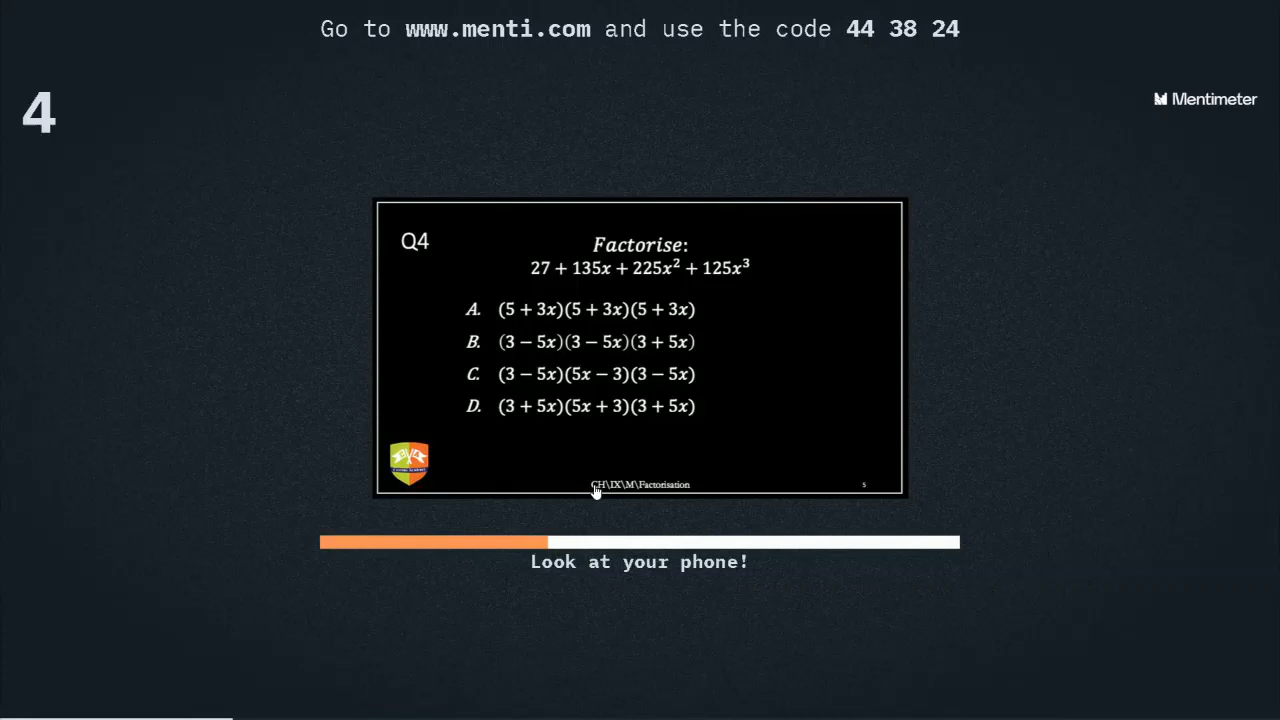 Go to www.menti.com and use the code 44 38 24
4
Mentimeter
Q4
Factorise:
27 + 135x + 225x² + 125x³
A. (5 + 3x)(5 + 3x)(5 + 3x)
B. (3 − 5x)(3 − 5x)(3 + 5x)
C. (3 − 5x)(5x − 3)(3 − 5x)
D. (3 + 5x)(5x + 3)(3 + 5x)
CH\IX\M\Factorisation
5
Look at your phone!